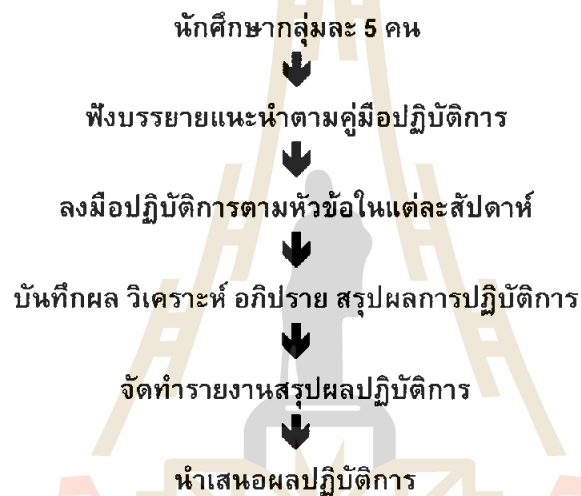 นักศึกษากลุ่มละ 5 คน
ฟังบรรยายแนะนำตามคู่มือปฏิบัติการ
ลงมือปฏิบัติการตามหัวข้อในแต่ละสัปดาห์
บันทึกผล วิเคราะห์ อภิปราย สรุปผลการปฏิบัติการ
จัดทำรายงานสรุปผลปฏิบัติการ
นำเสนอผลปฏิบัติการ